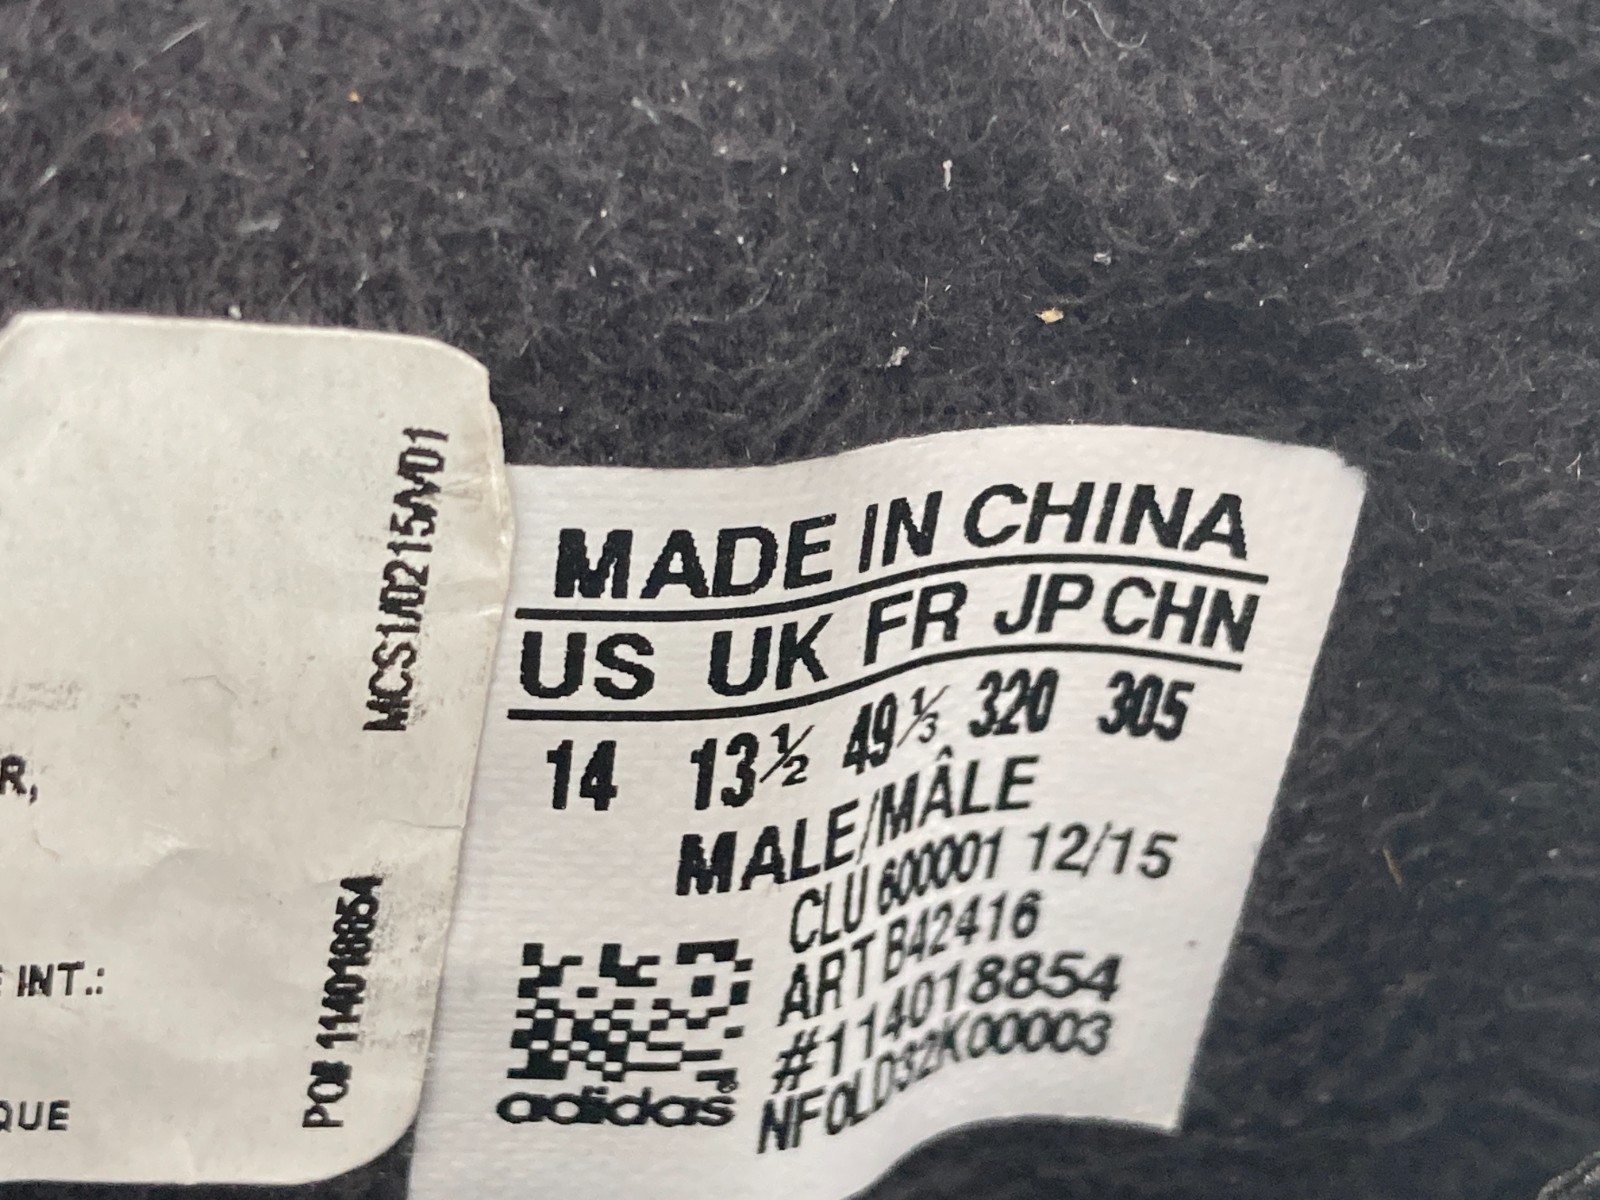 MCS1/0215/V01
R,
INT.:
PO# 114018854
QUE
MADE IN CHINA
US UK FR JP CHN
14 13½ 49⅓ 320 305
MALE/MÂLE
CLU 600001 12/15
ART B42416
#114018854
NF0LD32K00003
adidas